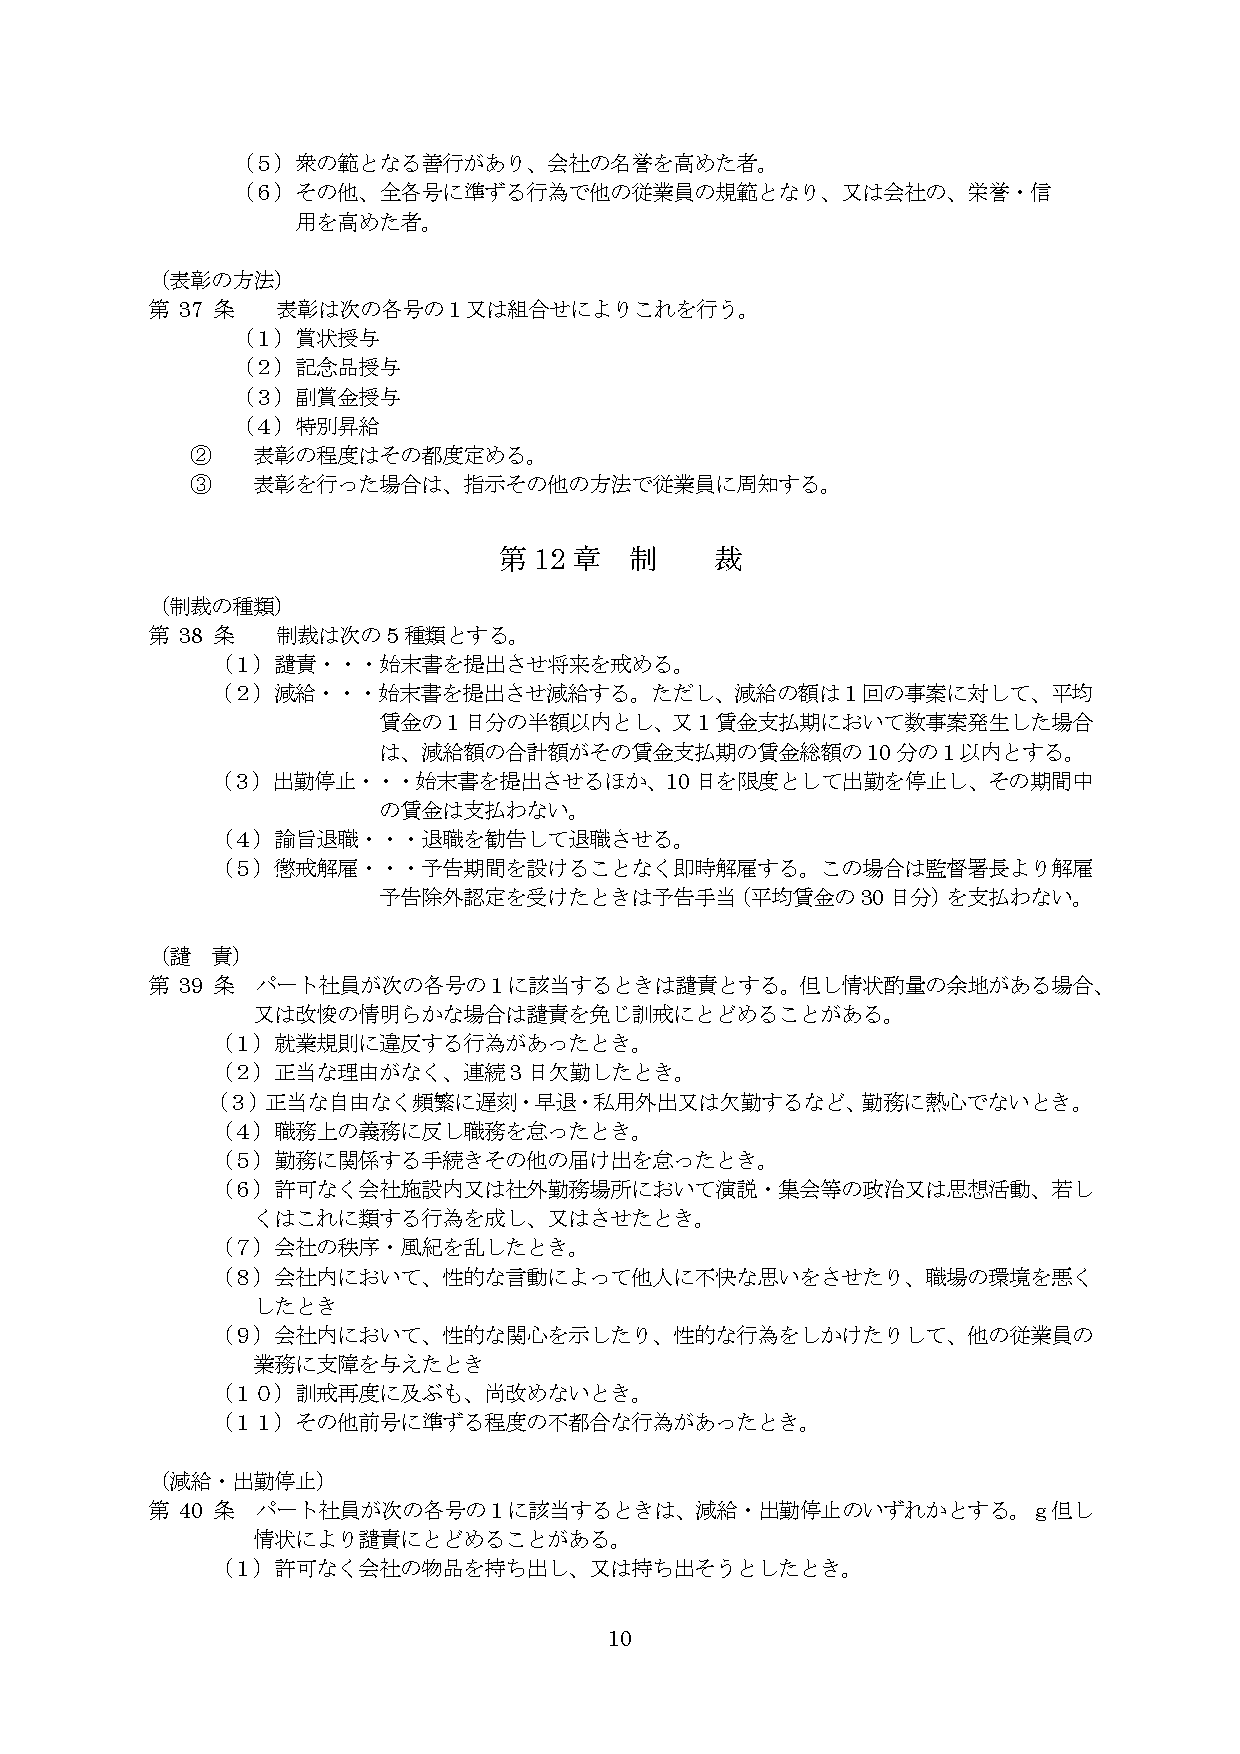 （５）衆の範となる善行があり、会社の名誉を高めた者。
（６）その他、全各号に準ずる行為で他の従業員の規範となり、又は会社の、栄誉・信
用を高めた者。
（表彰の方法）
第 37 条　　表彰は次の各号の１又は組合せによりこれを行う。
（１）賞状授与
（２）記念品授与
（３）副賞金授与
（４）特別昇給
②　　表彰の程度はその都度定める。
③　　表彰を行った場合は、指示その他の方法で従業員に周知する。
第 12 章　制　　裁
（制裁の種類）
第 38 条　　制裁は次の５種類とする。
（１）譴責・・・始末書を提出させ将来を戒める。
（２）減給・・・始末書を提出させ減給する。ただし、減給の額は１回の事案に対して、平均
賃金の１日分の半額以内とし、又１賃金支払期において数事案発生した場合
は、減給額の合計額がその賃金支払期の賃金総額の 10 分の１以内とする。
（３）出勤停止・・・始末書を提出させるほか、10 日を限度として出勤を停止し、その期間中
の賃金は支払わない。
（４）諭旨退職・・・退職を勧告して退職させる。
（５）懲戒解雇・・・予告期間を設けることなく即時解雇する。この場合は監督署長より解雇
予告除外認定を受けたときは予告手当（平均賃金の 30 日分）を支払わない。
（譴　責）
第 39 条　パート社員が次の各号の１に該当するときは譴責とする。但し情状酌量の余地がある場合、
又は改悛の情明らかな場合は譴責を免じ訓戒にとどめることがある。
（１）就業規則に違反する行為があったとき。
（２）正当な理由がなく、連続３日欠勤したとき。
（３）正当な自由なく頻繁に遅刻・早退・私用外出又は欠勤するなど、勤務に熱心でないとき。
（４）職務上の義務に反し職務を怠ったとき。
（５）勤務に関係する手続きその他の届け出を怠ったとき。
（６）許可なく会社施設内又は社外勤務場所において演説・集会等の政治又は思想活動、若し
くはこれに類する行為を成し、又はさせたとき。
（７）会社の秩序・風紀を乱したとき。
（８）会社内において、性的な言動によって他人に不快な思いをさせたり、職場の環境を悪く
したとき
（９）会社内において、性的な関心を示したり、性的な行為をしかけたりして、他の従業員の
業務に支障を与えたとき
（１０）訓戒再度に及ぶも、尚改めないとき。
（１１）その他前号に準ずる程度の不都合な行為があったとき。
（減給・出勤停止）
第 40 条　パート社員が次の各号の１に該当するときは、減給・出勤停止のいずれかとする。ｇ但し
情状により譴責にとどめることがある。
（１）許可なく会社の物品を持ち出し、又は持ち出そうとしたとき。
10